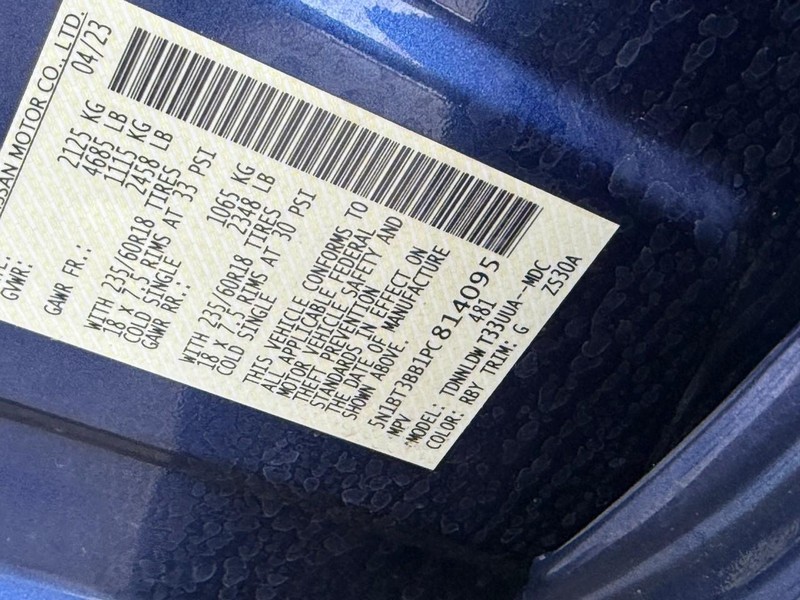 MOTOR CO., LTD.
04/23
GVWR: 2125 KG
4685 LB
GAWR FR.: 1115 KG
2458 LB
WITH 235/60R18 TIRES
18 X 7.5 RIMS AT 33 PSI
COLD SINGLE
GAWR RR.: 1065 KG
2348 LB
WITH 235/60R18 TIRES
18 X 7.5 RIMS AT 30 PSI
COLD SINGLE
THIS VEHICLE CONFORMS TO
ALL APPLICABLE FEDERAL
MOTOR VEHICLE SAFETY AND
THEFT PREVENTION
STANDARDS IN EFFECT ON
THE DATE OF MANUFACTURE
SHOWN ABOVE.
5N1BT3BB1PC814095
MPV 481
MODEL: TDNNLDWT33UUA--MDC
COLOR: RBY TRIM: G ZS30A